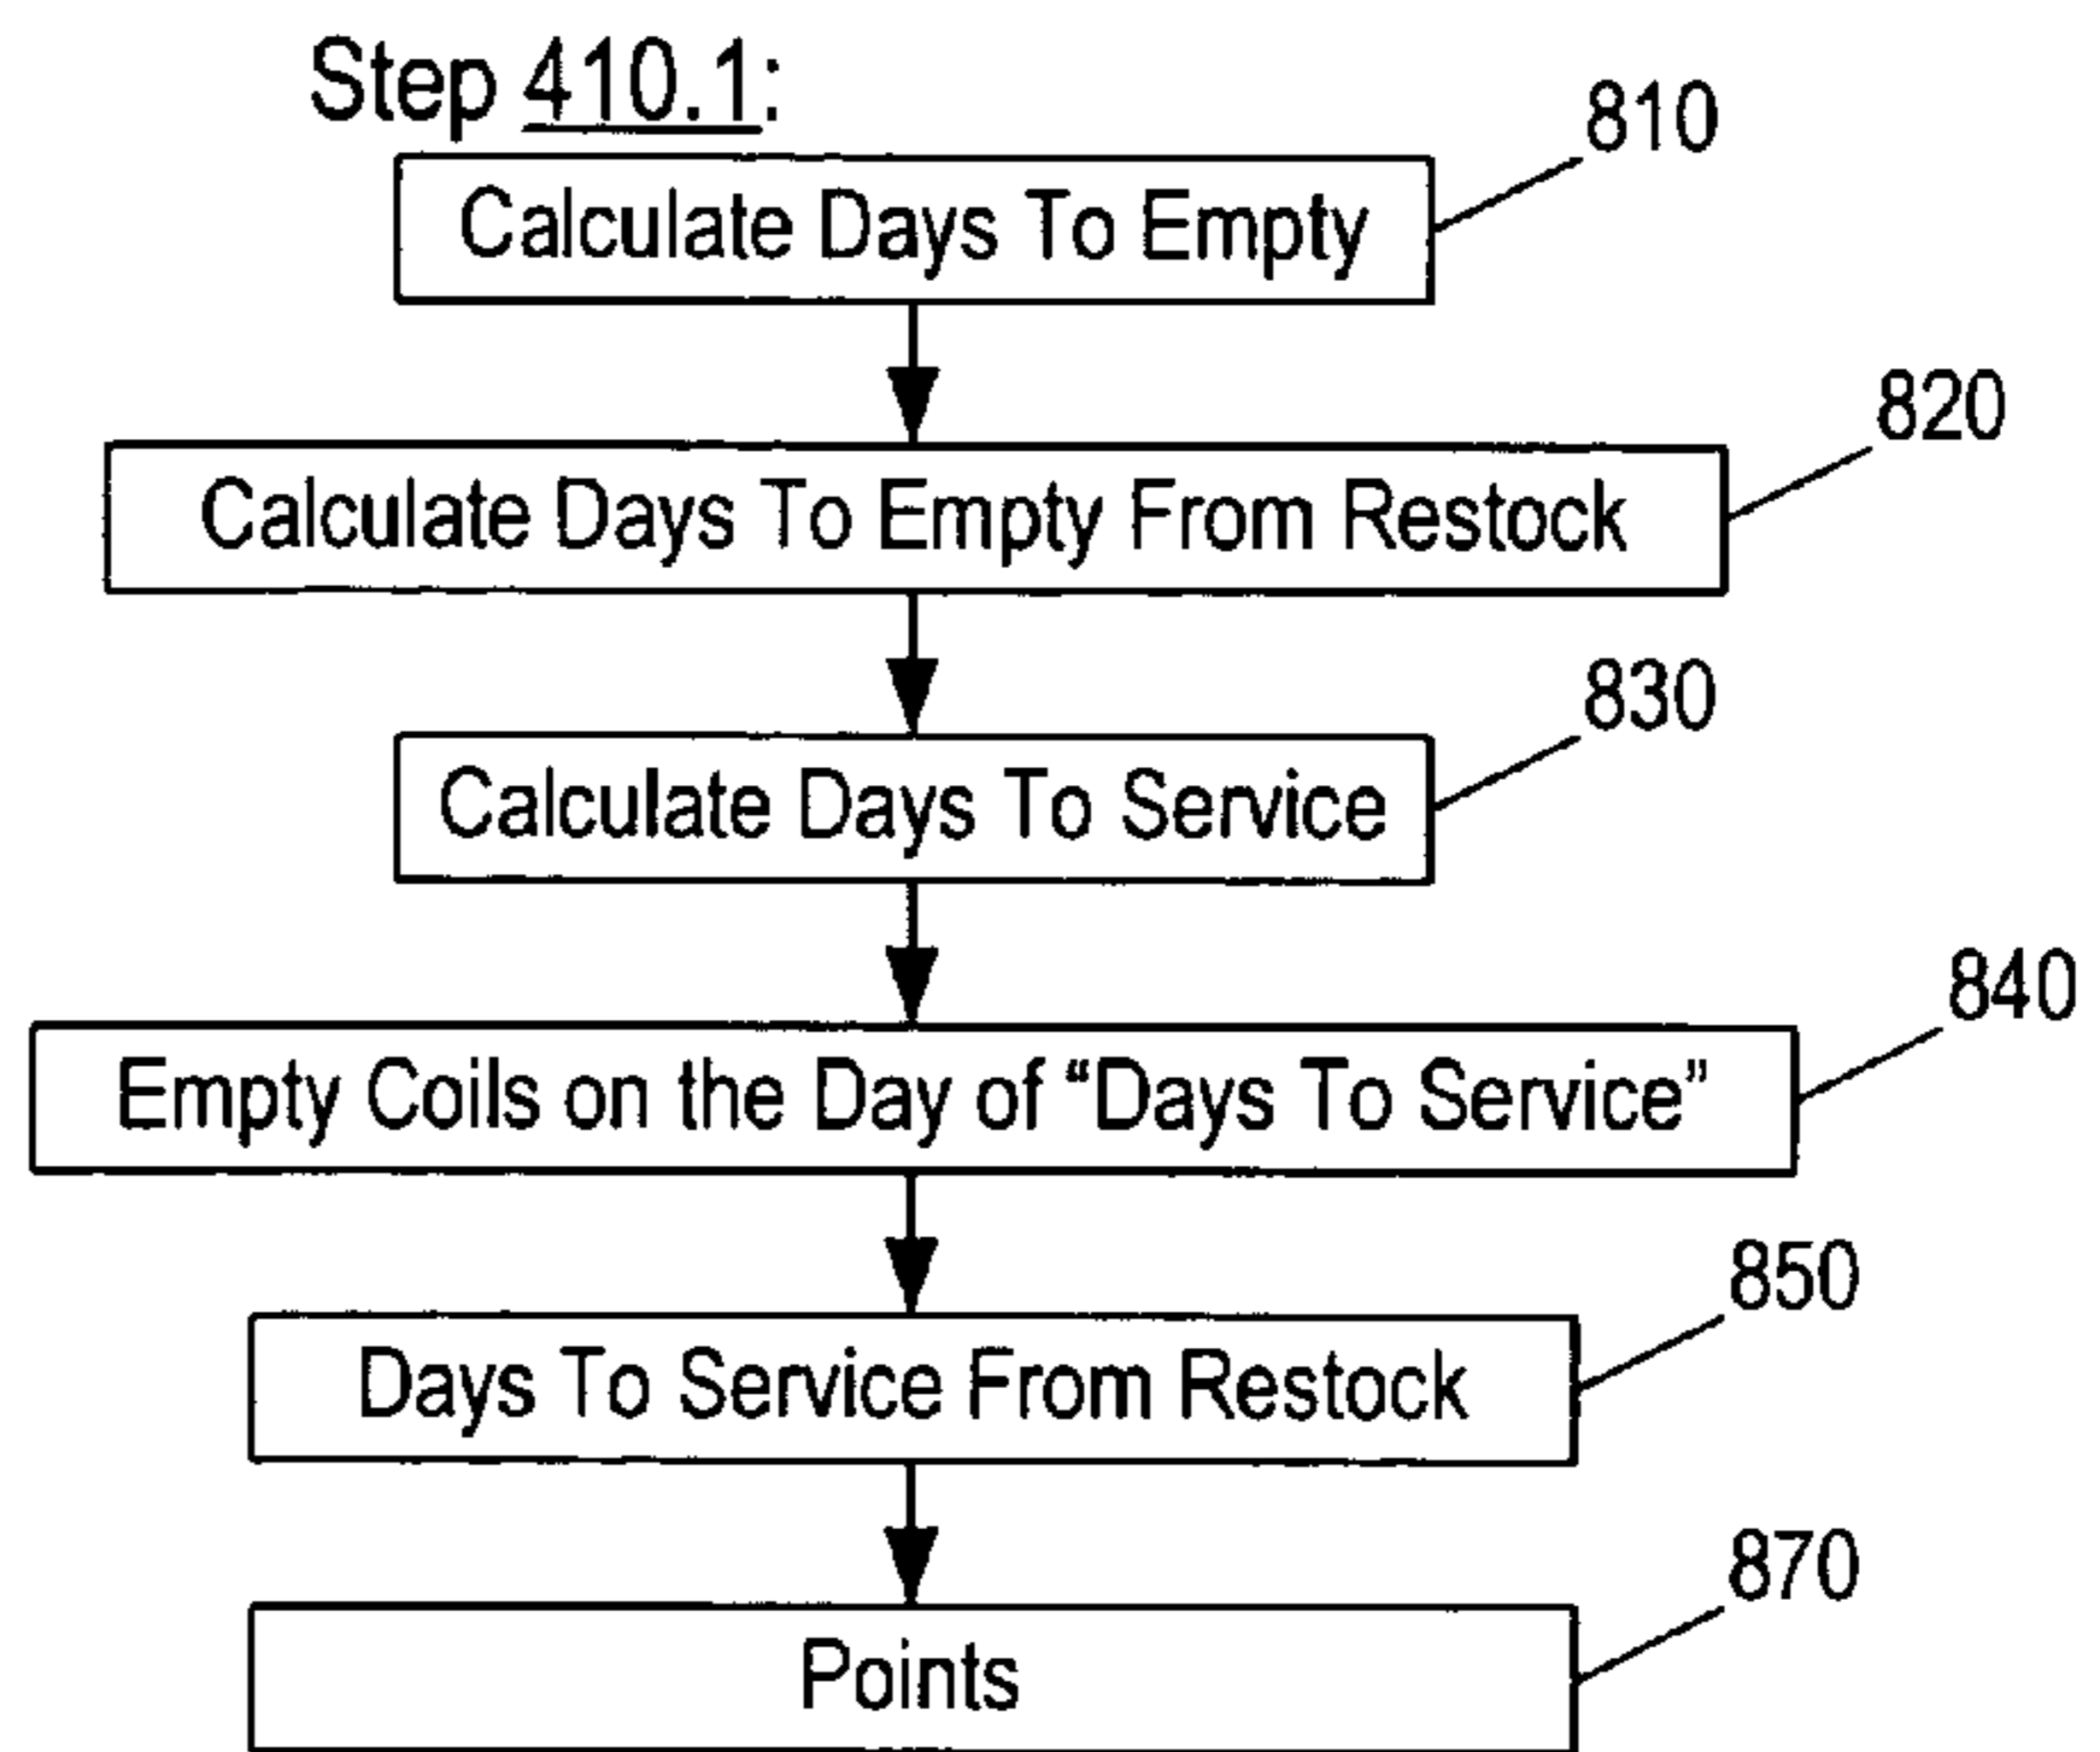 Step 410.1:
810
Calculate Days To Empty
820
Calculate Days To Empty From Restock
830
Calculate Days To Service
840
Empty Coils on the Day of “Days To Service”
850
Days To Service From Restock
870
Points